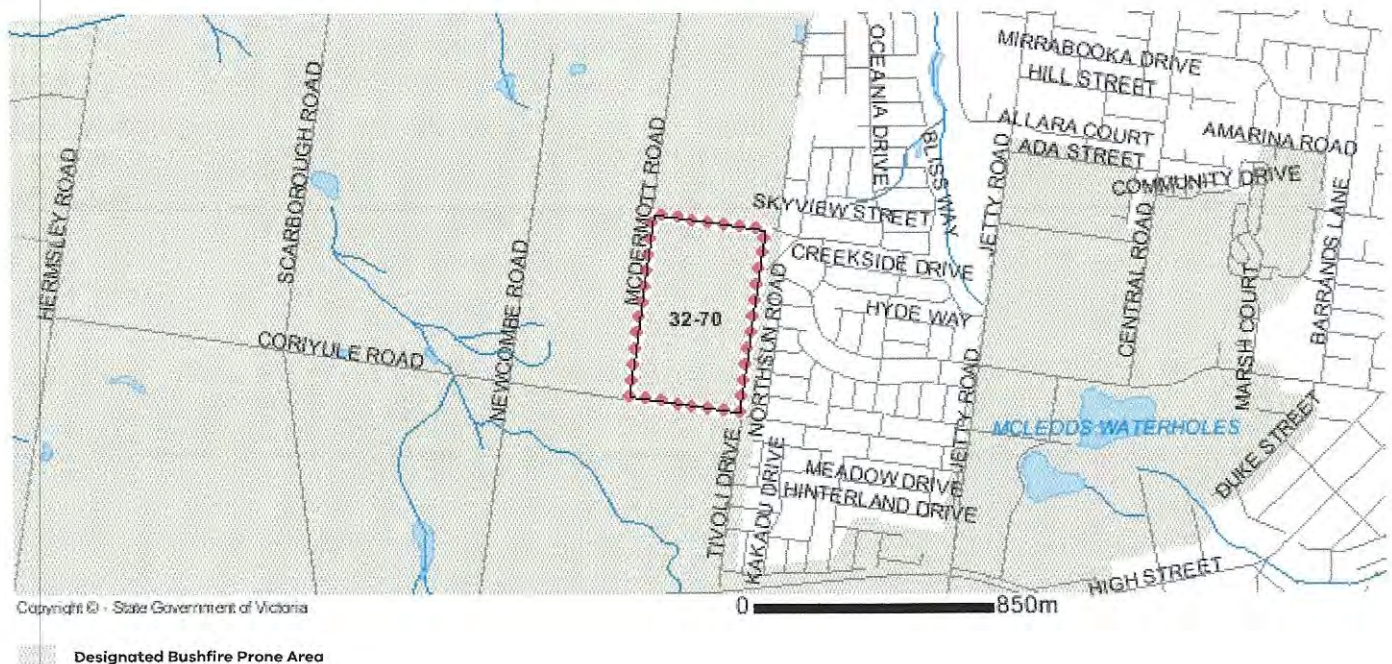 MIRRABOOKA DRIVE
HILL STREET
OCEANIA DRIVE
ALLARA COURT
AMARINA ROAD
ADA STREET
COMMUNITY DRIVE
BLISS WAY
JETTY ROAD
SCARBOROUGH ROAD
MCDERMOTT ROAD
HERMSLEY ROAD
SKYVIEW STREET
BARRANDS LANE
CENTRAL ROAD
CREEKSIDE DRIVE
NEWCOMBE ROAD
32-70
NORTHSUN ROAD
HYDE WAY
MARSH COURT
CORIYULE ROAD
JETTY ROAD
MCLEODS WATERHOLES
DUKE STREET
TIVOLI DRIVE
KAKADU DRIVE
MEADOW DRIVE
HINTERLAND DRIVE
HIGH STREET
Copyright © - State Government of Victoria
0 850m
Designated Bushfire Prone Area